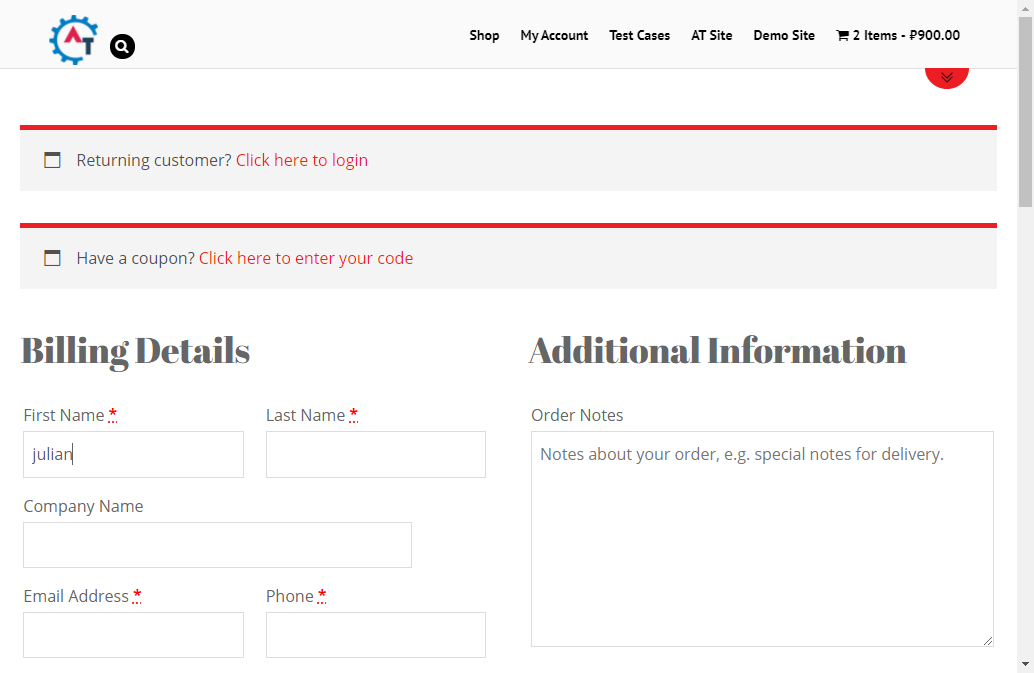 AT
Shop My Account Test Cases AT Site Demo Site 2 Items - ₽900.00
Returning customer? Click here to login
Have a coupon? Click here to enter your code
Billing Details
Additional Information
First Name *
Last Name *
Order Notes
julian
Notes about your order, e.g. special notes for delivery.
Company Name
Email Address *
Phone *